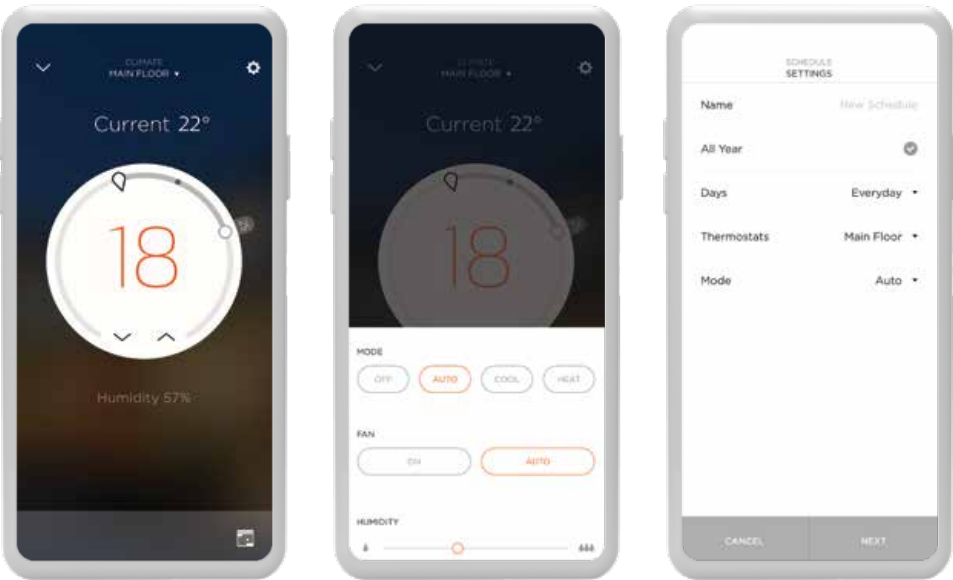 CLIMATE
MAIN FLOOR
Current 22°
18
Humidity 57%
CLIMATE
MAIN FLOOR
Current 22°
18
MODE
OFF AUTO COOL HEAT
FAN
ON AUTO
HUMIDITY
SCHEDULE
SETTINGS
Name New Schedule
All Year
Days Everyday
Thermostats Main Floor
Mode Auto
CANCEL NEXT